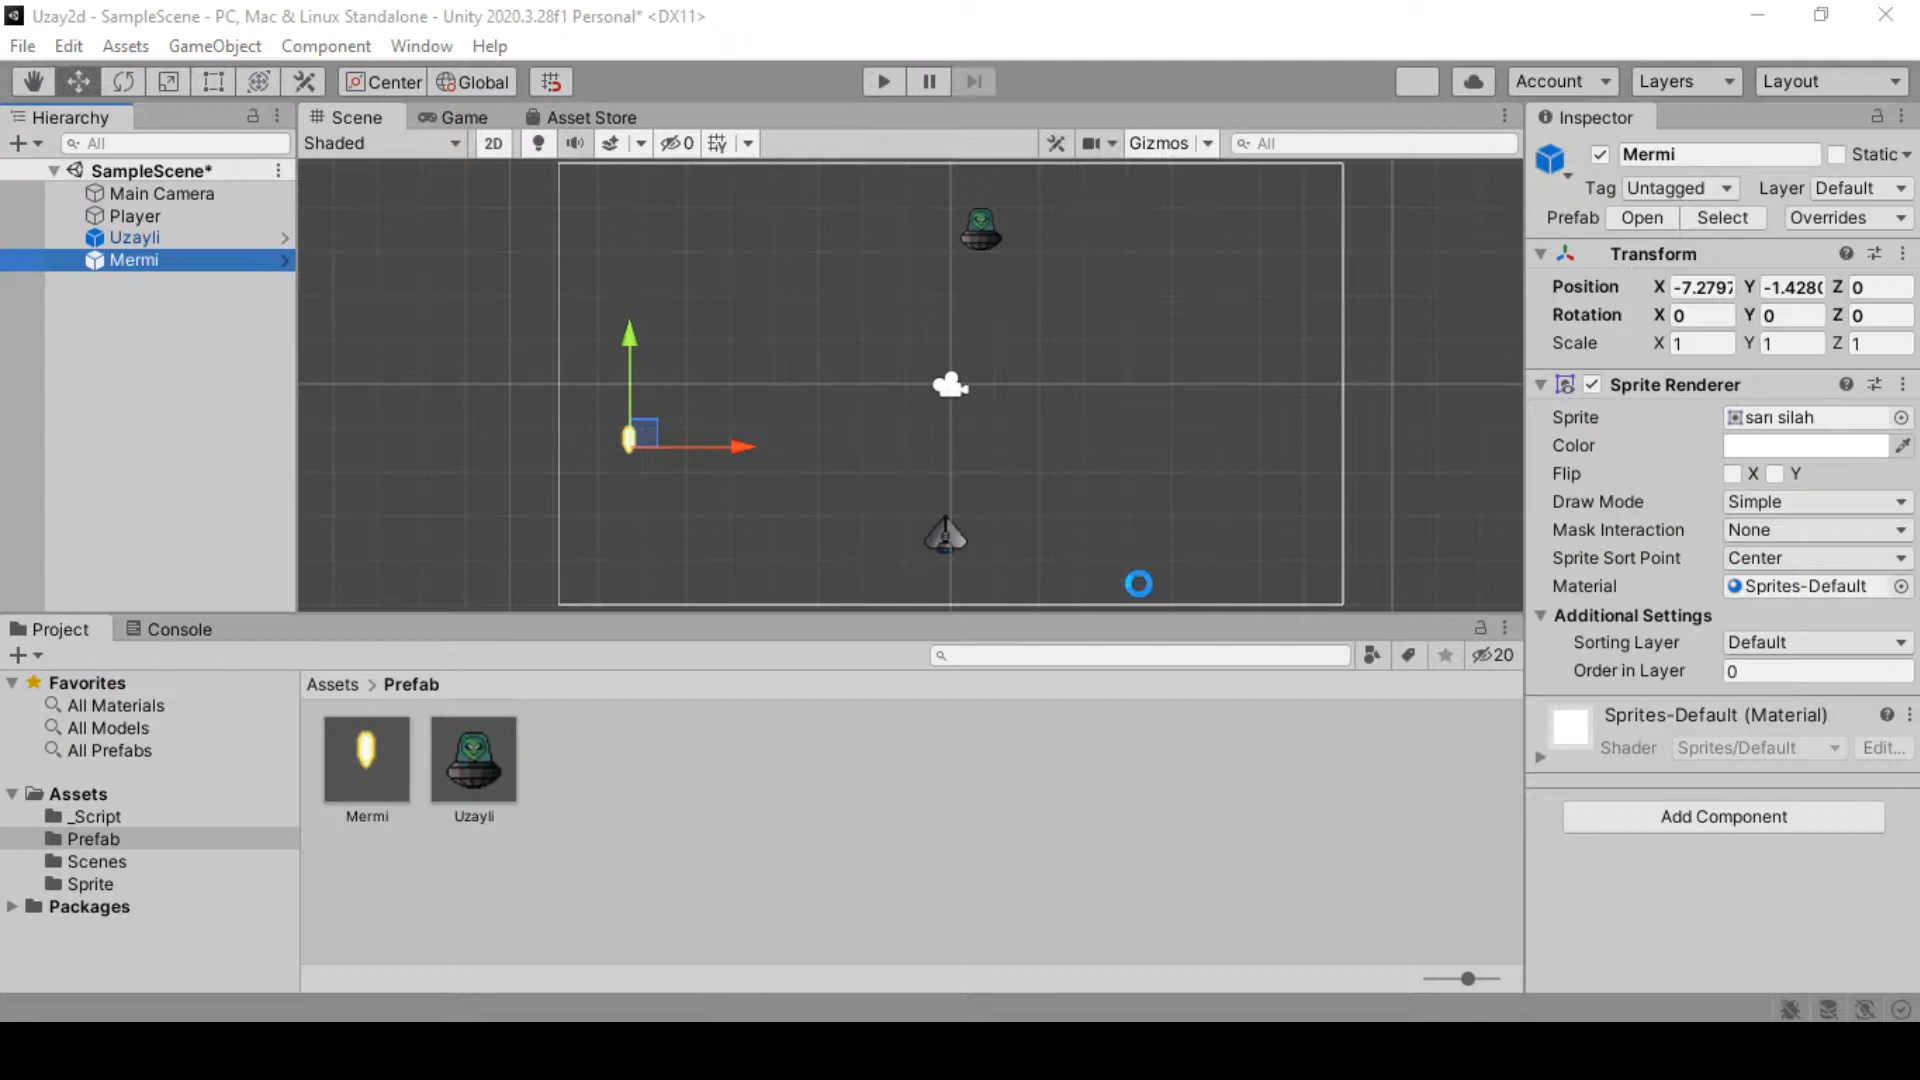 Uzay2d - SampleScene - PC, Mac & Linux Standalone - Unity 2020.3.28f1 Personal* <DX11>
File Edit Assets GameObject Component Window Help
Center Global Account Layers Layout
Hierarchy
All
SampleScene*
Main Camera
Player
Uzayli
Mermi
Scene Game Asset Store
Shaded 2D 0 Gizmos All
Inspector
Mermi Static
Tag Untagged Layer Default
Prefab Open Select Overrides
Transform
Position X -7.2797 Y -1.428 Z 0
Rotation X 0 Y 0 Z 0
Scale X 1 Y 1 Z 1
Sprite Renderer
Sprite sarı silah
Color
Flip X Y
Draw Mode Simple
Mask Interaction None
Sprite Sort Point Center
Material Sprites-Default
Additional Settings
Sorting Layer Default
Order in Layer 0
Sprites-Default (Material)
Shader Sprites/Default Edit...
Add Component
Project Console
20
Favorites
All Materials
All Models
All Prefabs
Assets
_Script
Prefab
Scenes
Sprite
Packages
Assets > Prefab
Mermi Uzayli